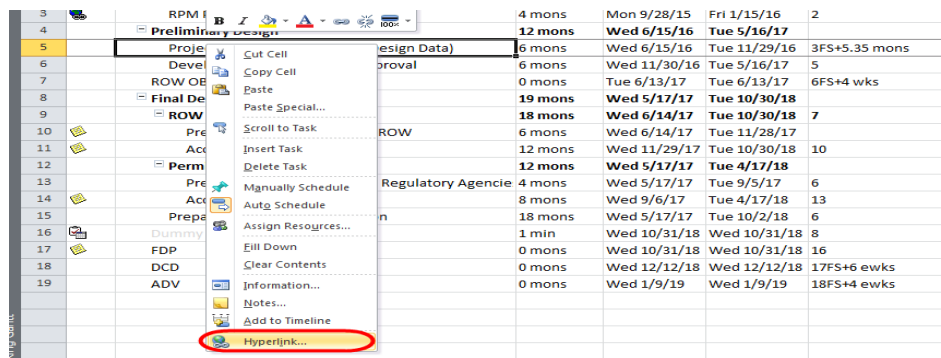 3 RPM 4 mons Mon 9/28/15 Fri 1/15/16 2
B I A 100%
4 Preliminary Design 12 mons Wed 6/15/16 Tue 5/16/17
5 Proje esign Data) 6 mons Wed 6/15/16 Tue 11/29/16 3FS+5.35 mons
6 Devel proval 6 mons Wed 11/30/16 Tue 5/16/17 5
7 ROW OB 0 mons Tue 6/13/17 Tue 6/13/17 6FS+4 wks
8 Final De 19 mons Wed 5/17/17 Tue 10/30/18
9 ROW 18 mons Wed 6/14/17 Tue 10/30/18 7
10 Pre ROW 6 mons Wed 6/14/17 Tue 11/28/17
11 Acc 12 mons Wed 11/29/17 Tue 10/30/18 10
12 Perm 12 mons Wed 5/17/17 Tue 4/17/18
13 Pre Regulatory Agencie 4 mons Wed 5/17/17 Tue 9/5/17 6
14 Acc 8 mons Wed 9/6/17 Tue 4/17/18 13
15 Prepa n 18 mons Wed 5/17/17 Tue 10/2/18 6
16 Dummy 1 min Wed 10/31/18 Wed 10/31/18 8
17 FDP 0 mons Wed 10/31/18 Wed 10/31/18 16
18 DCD 0 mons Wed 12/12/18 Wed 12/12/18 17FS+6 ewks
19 ADV 0 mons Wed 1/9/19 Wed 1/9/19 18FS+4 ewks
Cut Cell
Copy Cell
Paste
Paste Special...
Scroll to Task
Insert Task
Delete Task
Manually Schedule
Auto Schedule
Assign Resources...
Fill Down
Clear Contents
Information...
Notes...
Add to Timeline
Hyperlink...